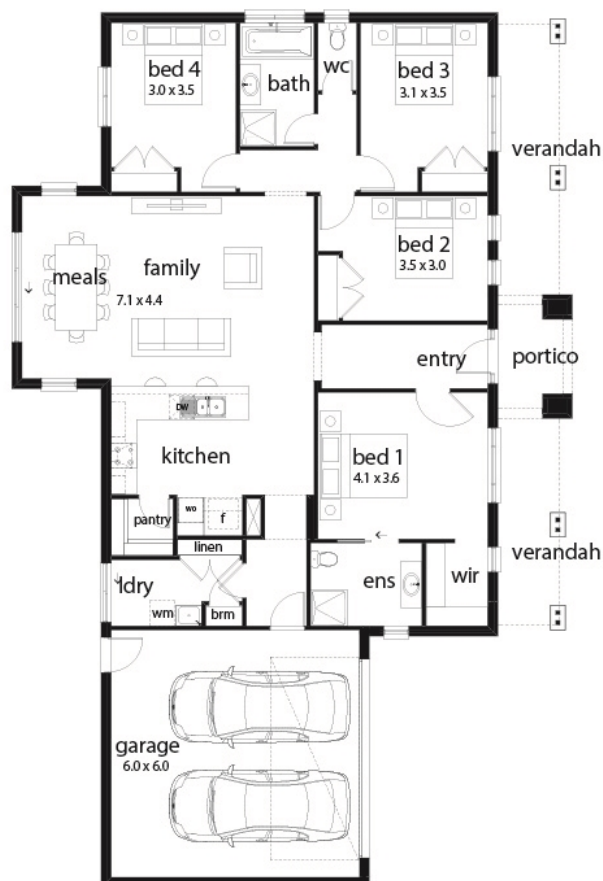 bed 4
3.0 x 3.5
bath
wc
bed 3
3.1 x 3.5
verandah
bed 2
3.5 x 3.0
meals
family
7.1 x 4.4
entry
portico
DW
kitchen
bed 1
4.1 x 3.6
pantry
wo
f
linen
verandah
ldry
ens
wir
wm
brm
garage
6.0 x 6.0